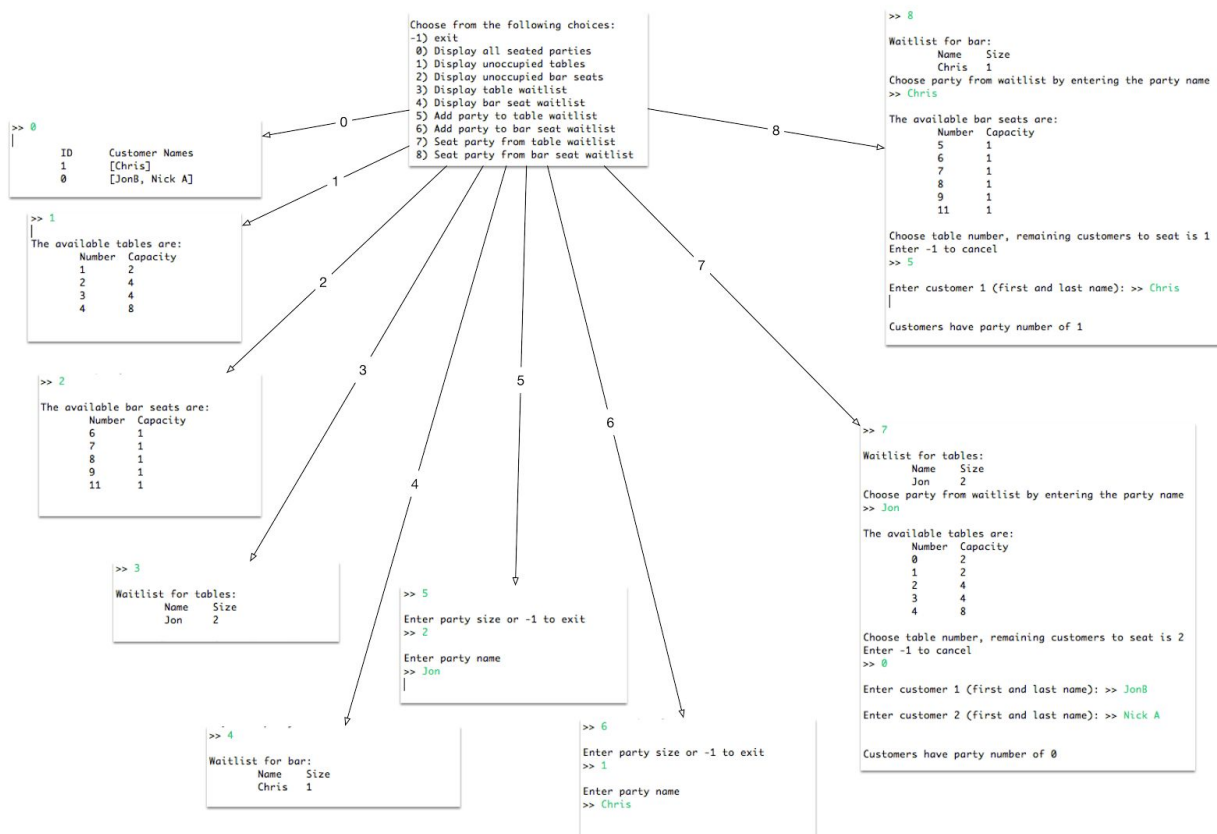 Choose from the following choices:
-1) exit
0) Display all seated parties
1) Display unoccupied tables
2) Display unoccupied bar seats
3) Display table waitlist
4) Display bar seat waitlist
5) Add party to table waitlist
6) Add party to bar seat waitlist
7) Seat party from table waitlist
8) Seat party from bar seat waitlist
0
>> 0
ID Customer Names
1 [Chris]
0 [JonB, Nick A]
1
>> 1
The available tables are:
Number Capacity
1 2
2 4
3 4
4 8
2
>> 2
The available bar seats are:
Number Capacity
6 1
7 1
8 1
9 1
11 1
3
>> 3
Waitlist for tables:
Name Size
Jon 2
4
>> 4
Waitlist for bar:
Name Size
Chris 1
5
>> 5
Enter party size or -1 to exit
>> 2
Enter party name
>> Jon
6
>> 6
Enter party size or -1 to exit
>> 1
Enter party name
>> Chris
7
>> 7
Waitlist for tables:
Name Size
Jon 2
Choose party from waitlist by entering the party name
>> Jon
The available tables are:
Number Capacity
0 2
1 2
2 4
3 4
4 8
Choose table number, remaining customers to seat is 2
Enter -1 to cancel
>> 0
Enter customer 1 (first and last name): >> JonB
Enter customer 2 (first and last name): >> Nick A
Customers have party number of 0
8
>> 8
Waitlist for bar:
Name Size
Chris 1
Choose party from waitlist by entering the party name
>> Chris
The available bar seats are:
Number Capacity
5 1
6 1
7 1
8 1
9 1
11 1
Choose table number, remaining customers to seat is 1
Enter -1 to cancel
>> 5
Enter customer 1 (first and last name): >> Chris
Customers have party number of 1